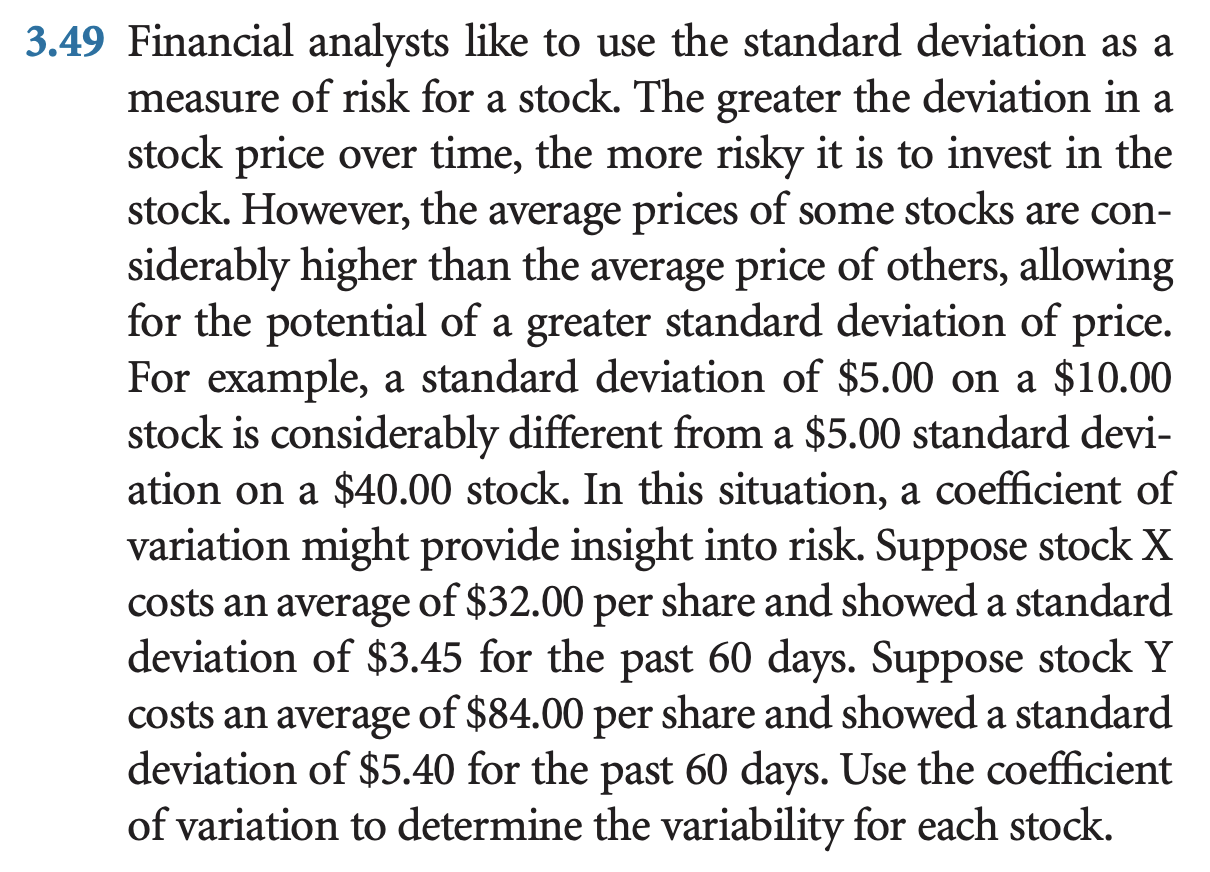 3.49 Financial analysts like to use the standard deviation as a
measure of risk for a stock. The greater the deviation in a
stock price over time, the more risky it is to invest in the
stock. However, the average prices of some stocks are con-
siderably higher than the average price of others, allowing
for the potential of a greater standard deviation of price.
For example, a standard deviation of $5.00 on a $10.00
stock is considerably different from a $5.00 standard devi-
ation on a $40.00 stock. In this situation, a coefficient of
variation might provide insight into risk. Suppose stock X
costs an average of $32.00 per share and showed a standard
deviation of $3.45 for the past 60 days. Suppose stock Y
costs an average of $84.00 per share and showed a standard
deviation of $5.40 for the past 60 days. Use the coefficient
of variation to determine the variability for each stock.